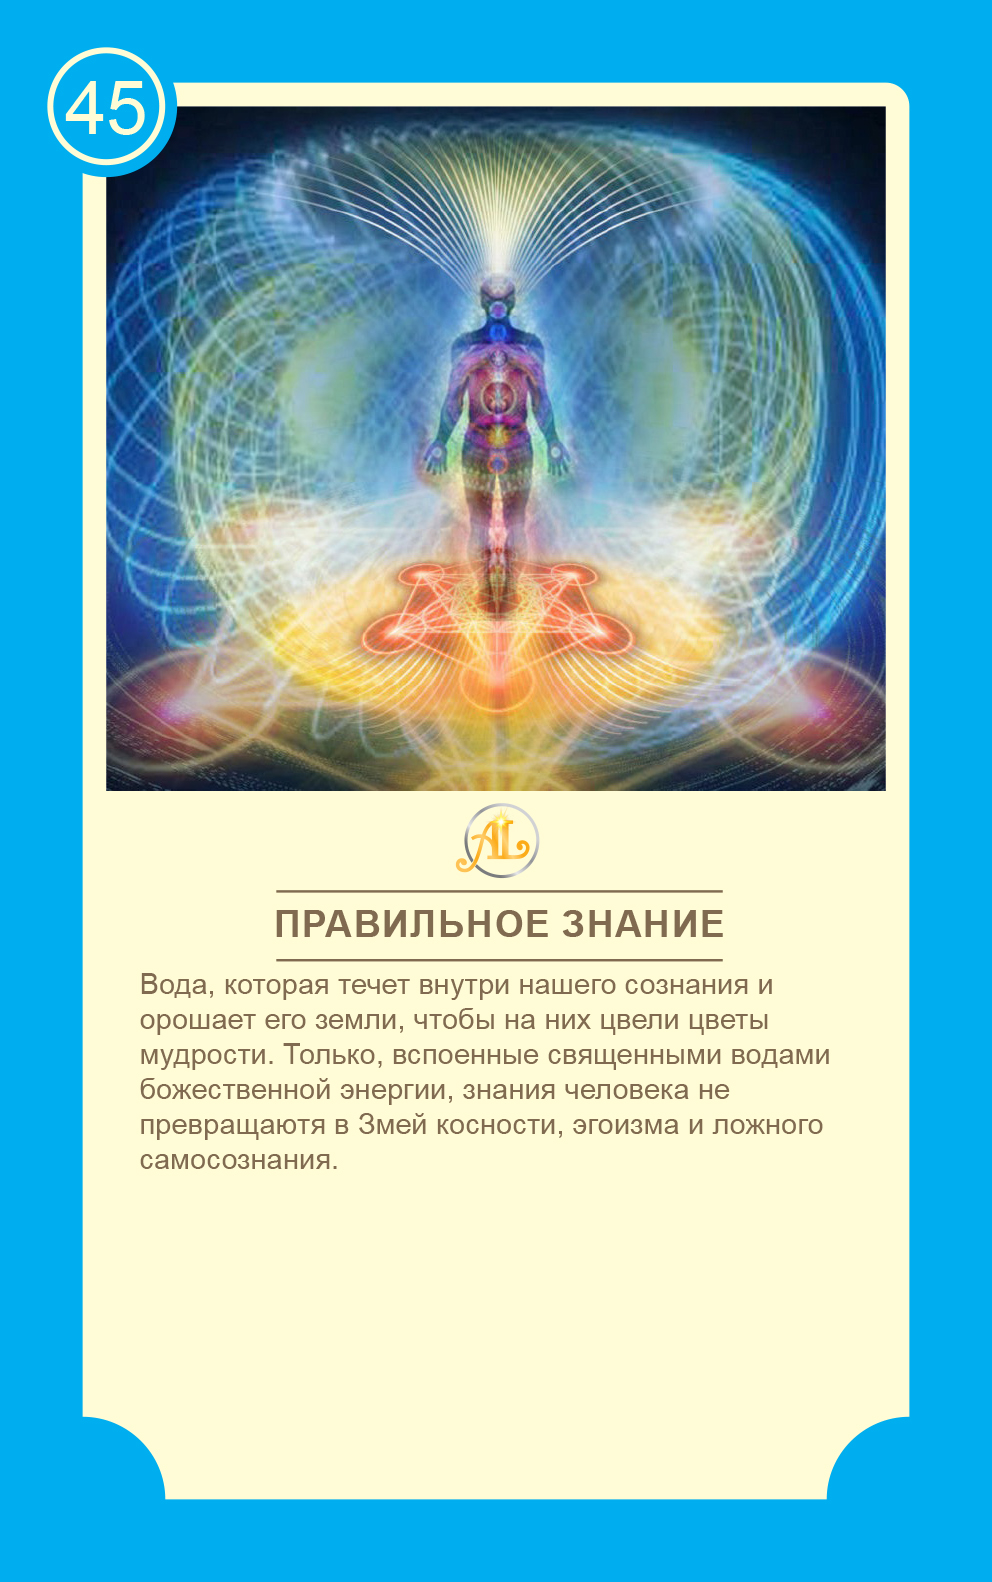 45
AL
ПРАВИЛЬНОЕ ЗНАНИЕ
Вода, которая течет внутри нашего сознания и
орошает его земли, чтобы на них цвели цветы
мудрости. Только, вспоенные священными водами
божественной энергии, знания человека не
превращаютя в Змей косности, эгоизма и ложного
самосознания.